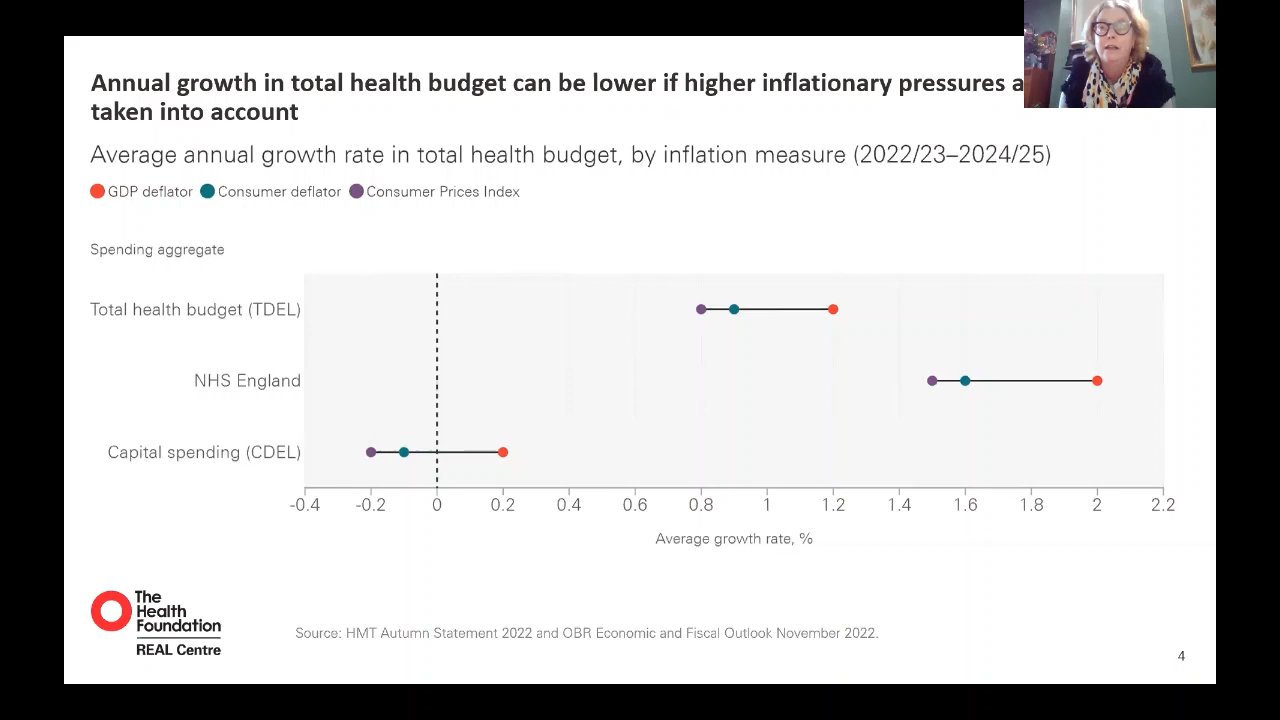 Annual growth in total health budget can be lower if higher inflationary pressures
taken into account
Average annual growth rate in total health budget, by inflation measure (2022/23–2024/25)
GDP deflator Consumer deflator Consumer Prices Index
Spending aggregate
Total health budget (TDEL)
NHS England
Capital spending (CDEL)
-0.4 -0.2 0 0.2 0.4 0.6 0.8 1 1.2 1.4 1.6 1.8 2 2.2
Average growth rate, %
The
Health
Foundation
REAL Centre
Source: HMT Autumn Statement 2022 and OBR Economic and Fiscal Outlook November 2022.
4